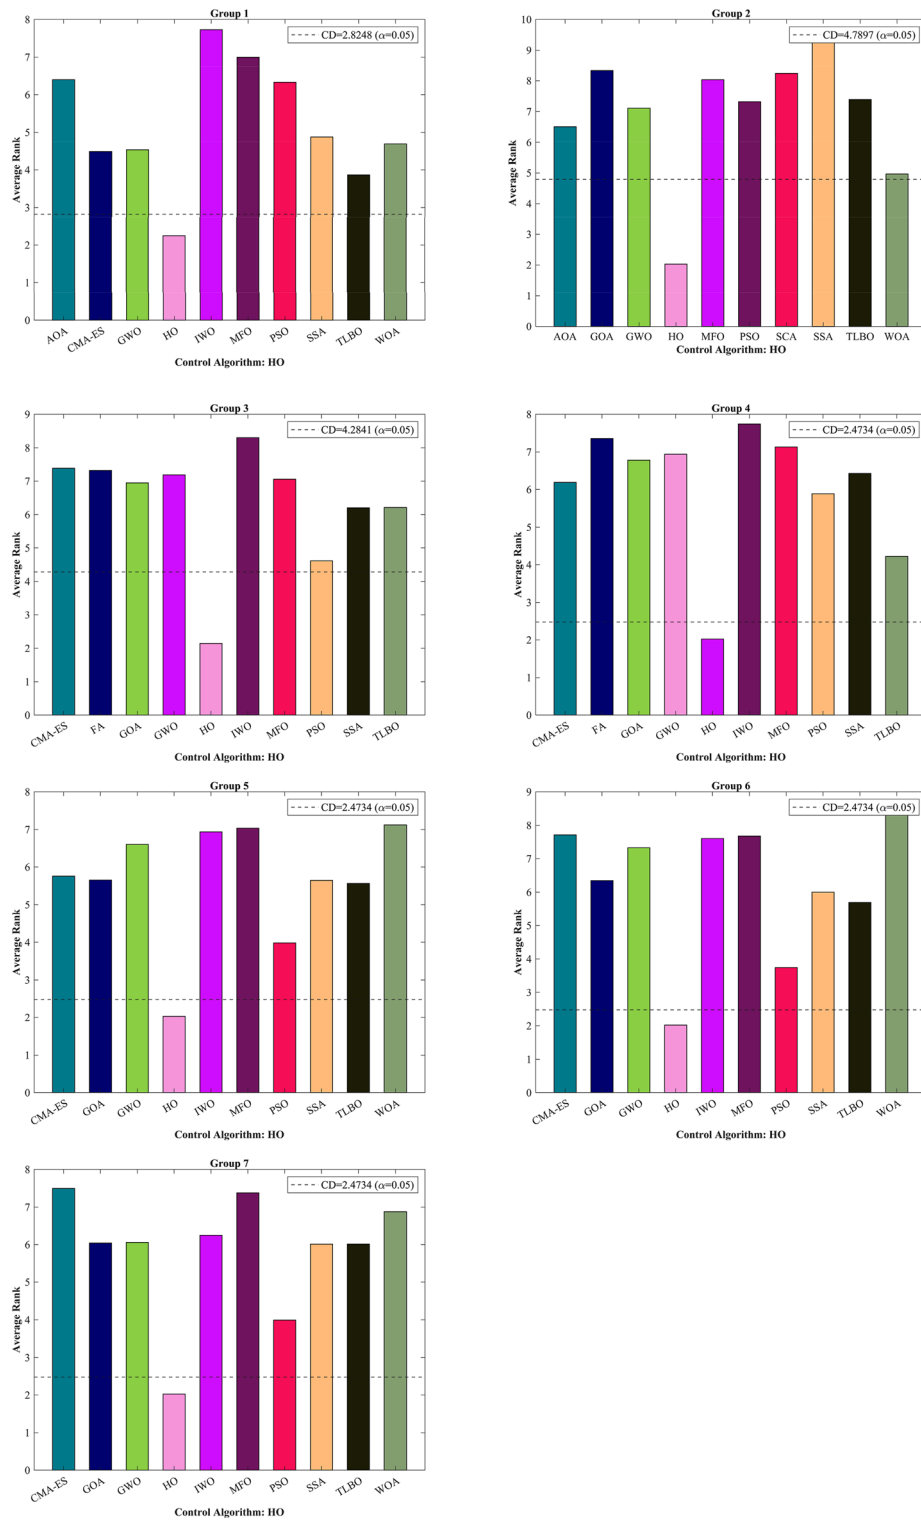 Group 1
8
7
6
5
4
3
2
1
0
Average Rank
CD=2.8248 (α=0.05)
AOA CMA-ES GWO HO IWO MFO PSO SSA TLBO WOA
Control Algorithm: HO
Group 2
10
9
8
7
6
5
4
3
2
1
0
Average Rank
CD=4.7897 (α=0.05)
AOA GOA GWO HO MFO PSO SCA SSA TLBO WOA
Control Algorithm: HO
Group 3
9
8
7
6
5
4
3
2
1
0
Average Rank
CD=4.2841 (α=0.05)
CMA-ES FA GOA GWO HO IWO MFO PSO SSA TLBO
Control Algorithm: HO
Group 4
8
7
6
5
4
3
2
1
0
Average Rank
CD=2.4734 (α=0.05)
CMA-ES FA GOA GWO HO IWO MFO PSO SSA TLBO
Control Algorithm: HO
Group 5
8
7
6
5
4
3
2
1
0
Average Rank
CD=2.4734 (α=0.05)
CMA-ES GOA GWO HO IWO MFO PSO SSA TLBO WOA
Control Algorithm: HO
Group 6
9
8
7
6
5
4
3
2
1
0
Average Rank
CD=2.4734 (α=0.05)
CMA-ES GOA GWO HO IWO MFO PSO SSA TLBO WOA
Control Algorithm: HO
Group 7
8
7
6
5
4
3
2
1
0
Average Rank
CD=2.4734 (α=0.05)
CMA-ES GOA GWO HO IWO MFO PSO SSA TLBO WOA
Control Algorithm: HO